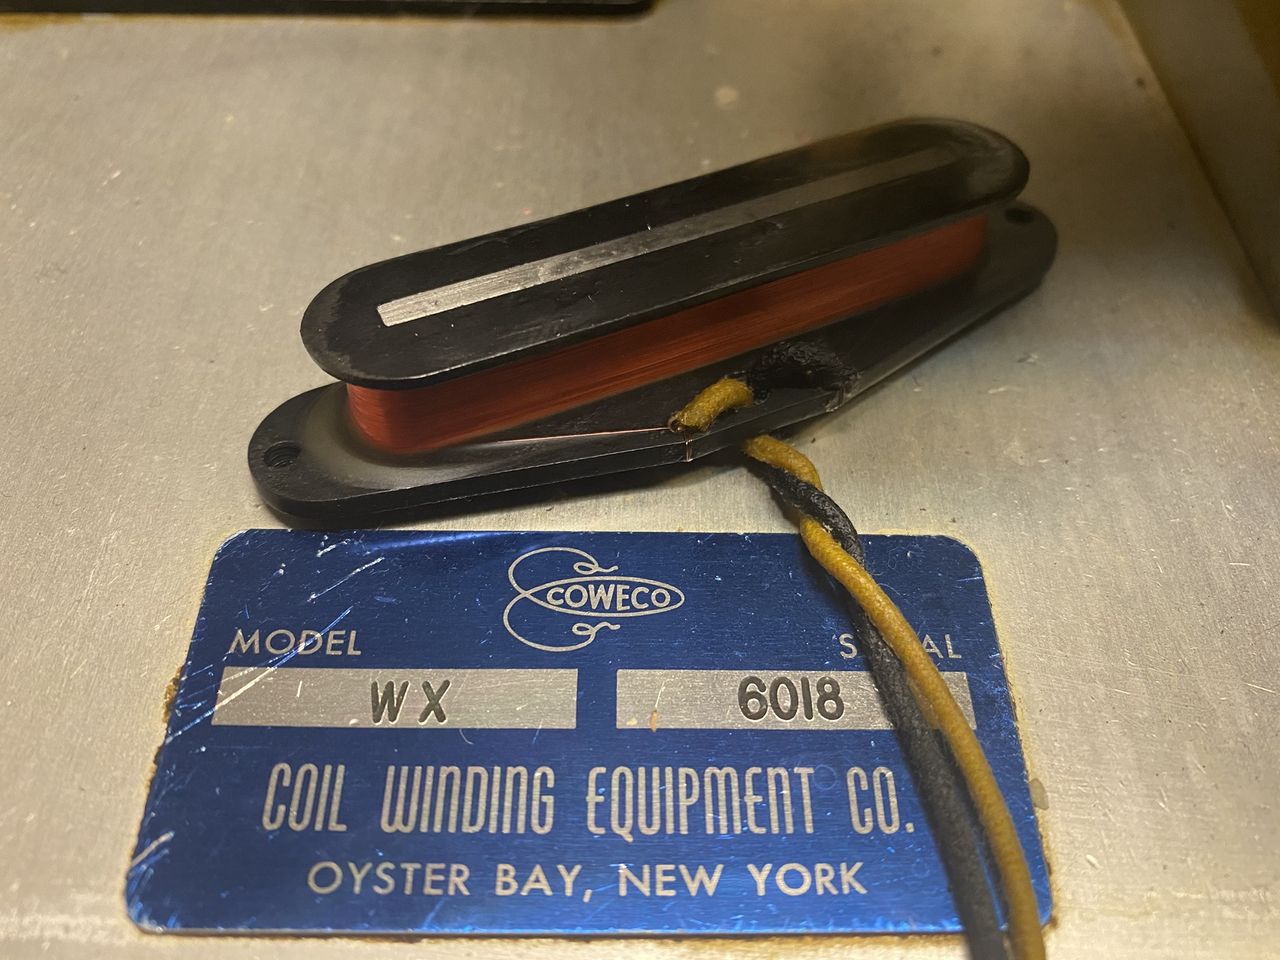 COWECO
MODEL
WX 6018
COIL WINDING EQUIPMENT CO.
OYSTER BAY, NEW YORK